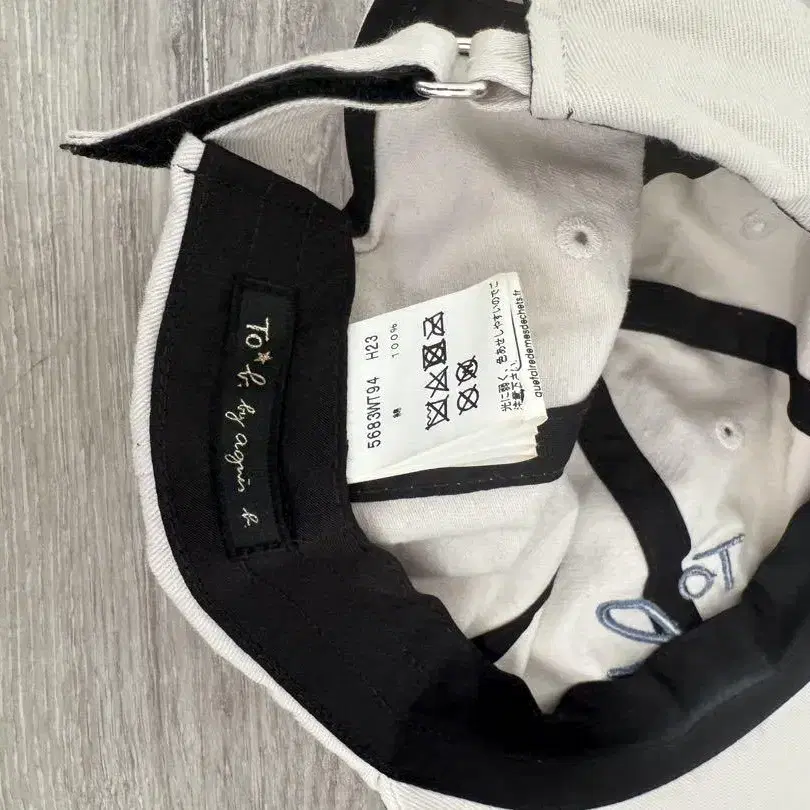 To*b. by agnès b.
5683WT94 H23
綿 100%
光に弱く、色あせしやすいのでご
注意下さい。
quefairedemesdechets.fr
To